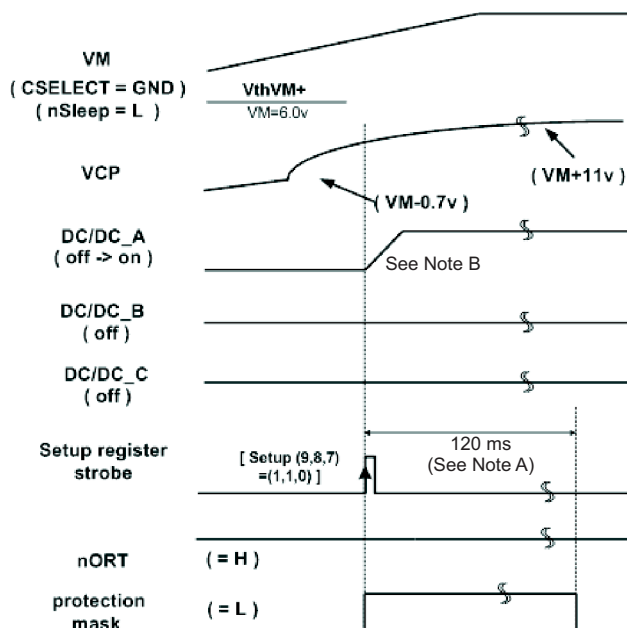 VM
( CSELECT = GND )
( nSleep = L )
VthVM+
VM=6.0v
VCP
( VM-0.7v )
( VM+11v )
DC/DC_A
( off -> on )
See Note B
DC/DC_B
( off )
DC/DC_C
( off )
Setup register
strobe
[ Setup (9,8,7)
=(1,1,0) ]
120 ms
(See Note A)
nORT
( = H )
protection
mask
( = L )